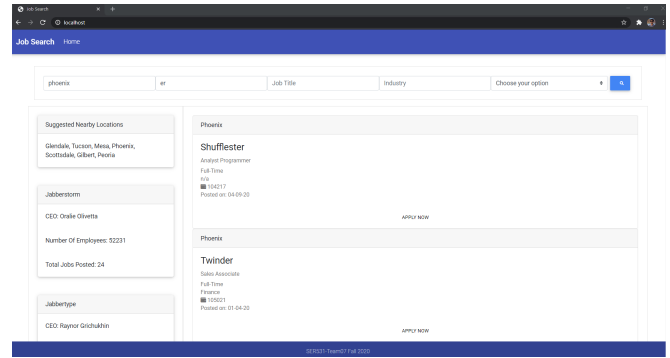 Job Search
localhost
Job Search Home
phoenix er Job Title Industry Choose your option
Suggested Nearby Locations
Glendale, Tucson, Mesa, Phoenix,
Scottsdale, Gilbert, Peoria
Jabberstorm
CEO: Oralie Olivetta
Number Of Employees: 52231
Total Jobs Posted: 24
Jabbertype
CEO: Raynor Grichukhin
Phoenix
Shufflester
Analyst Programmer
Full-Time
n/a
104217
Posted on: 04-09-20
APPLY NOW
Phoenix
Twinder
Sales Associate
Full-Time
Finance
105021
Posted on: 01-04-20
APPLY NOW
SER531-Team07 Fall 2020